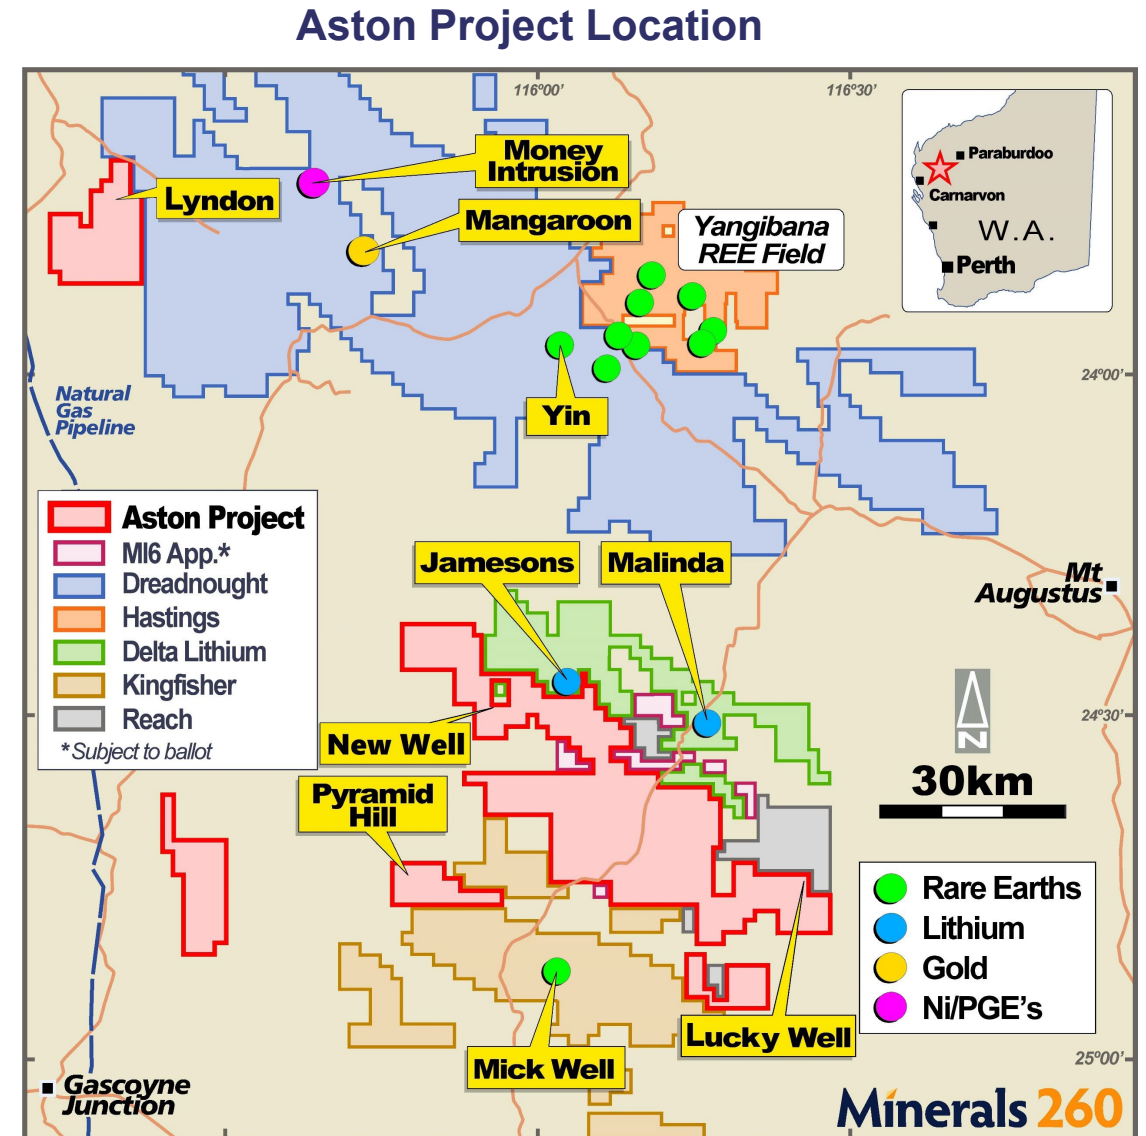 Aston Project Location
116°00'
116°30'
Paraburdoo
Carnarvon
W.A.
Perth
Money
Intrusion
Lyndon
Mangaroon
Yangibana
REE Field
24°00'
Natural
Gas
Pipeline
Yin
Aston Project
MI6 App.*
Dreadnought
Hastings
Delta Lithium
Kingfisher
Reach
*Subject to ballot
Jamesons
Malinda
Mt
Augustus
24°30'
N
30km
New Well
Pyramid
Hill
Rare Earths
Lithium
Gold
Ni/PGE's
Lucky Well
Mick Well
25°00'
Gascoyne
Junction
Minerals 260